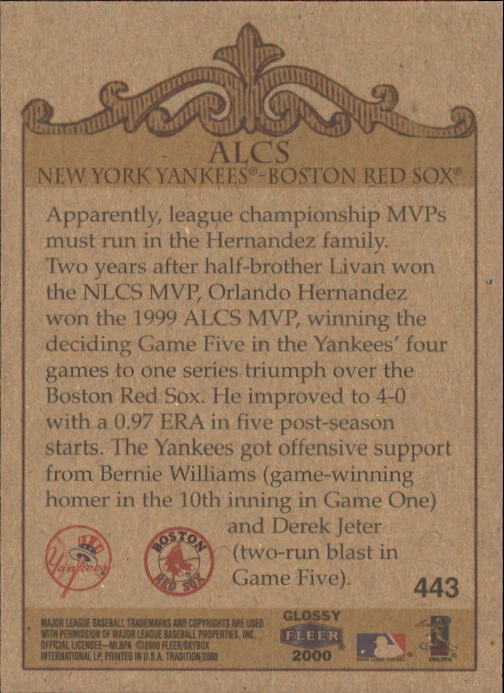 ALCS
NEW YORK YANKEES®-BOSTON RED SOX®
Apparently, league championship MVPs
must run in the Hernandez family.
Two years after half-brother Livan won
the NLCS MVP, Orlando Hernandez
won the 1999 ALCS MVP, winning the
deciding Game Five in the Yankees' four
games to one series triumph over the
Boston Red Sox. He improved to 4-0
with a 0.97 ERA in five post-season
starts. The Yankees got offensive support
from Bernie Williams (game-winning
homer in the 10th inning in Game One)
and Derek Jeter
(two-run blast in
Game Five).
Yankees
BOSTON
RED SOX
443
MAJOR LEAGUE BASEBALL TRADEMARKS AND COPYRIGHTS ARE USED
WITH PERMISSION OF MAJOR LEAGUE BASEBALL PROPERTIES, INC.
OFFICIAL LICENSEE—MLBPA ©2000 FLEER/SKYBOX
INTERNATIONAL LP, PRINTED IN U.S.A. TRADITION/2000
GLOSSY
FLEER
2000